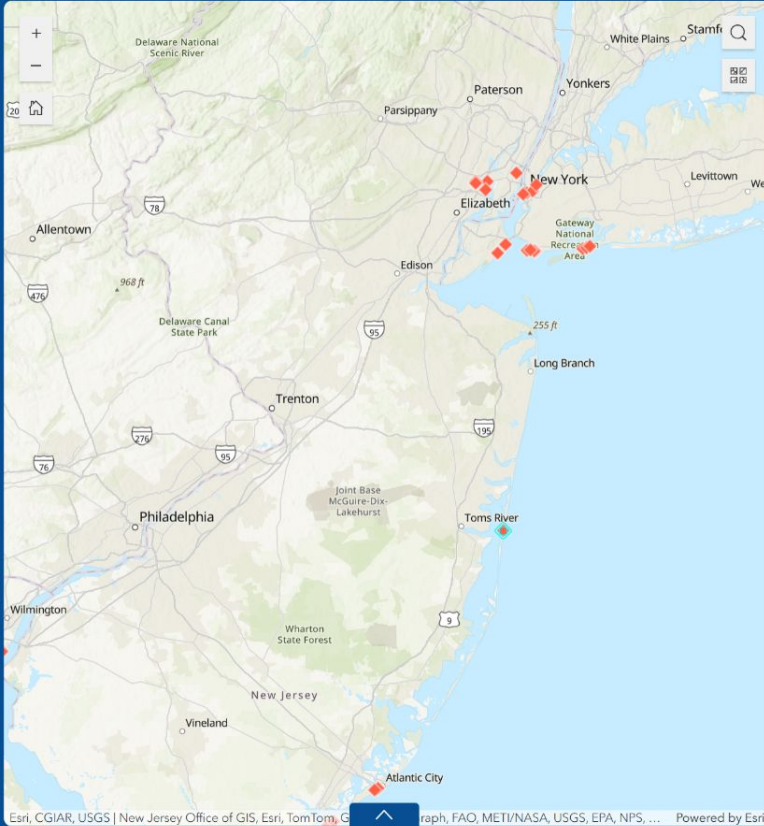 +
−
Delaware National
Scenic River
White Plains
Stamf
Paterson
Yonkers
20
Parsippany
New York
Levittown
We
78
Elizabeth
Allentown
Gateway
National
Recreation
Area
Edison
968 ft
476
Delaware Canal
State Park
95
255 ft
Long Branch
Trenton
195
276
95
76
Joint Base
McGuire-Dix-
Lakehurst
Philadelphia
Toms River
Wilmington
9
Wharton
State Forest
New Jersey
Vineland
Atlantic City
Esri, CGIAR, USGS | New Jersey Office of GIS, Esri, TomTom, G raph, FAO, METI/NASA, USGS, EPA, NPS, ... Powered by Esri